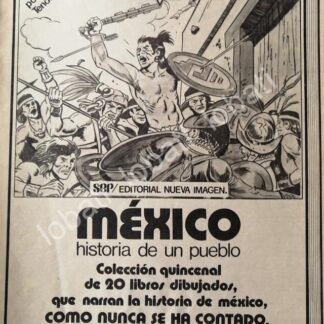 SEP/EDITORIAL NUEVA IMAGEN.
MÉXICO
historia de un pueblo
Colección quincenal
de 20 libros dibujados,
que narran la historia de méxico,
COMO NUNCA SE HA CONTADO.